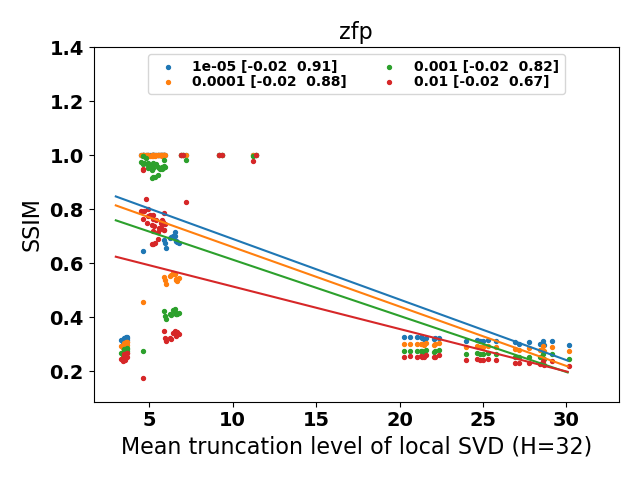 zfp
1.4
1e-05 [-0.02  0.91]
0.0001 [-0.02  0.88]
0.001 [-0.02  0.82]
0.01 [-0.02  0.67]
1.2
1.0
0.8
0.6
0.4
0.2
SSIM
5 10 15 20 25 30
Mean truncation level of local SVD (H=32)